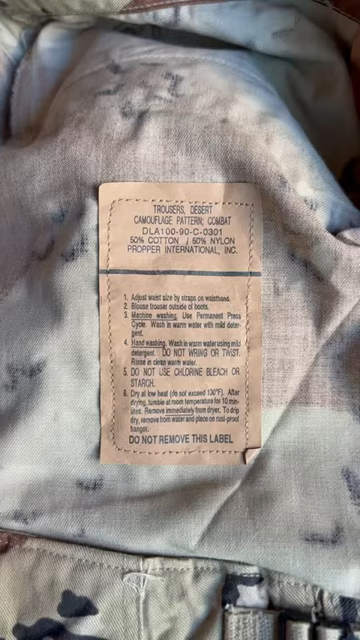 TROUSERS, DESERT
CAMOUFLAGE PATTERN; COMBAT
DLA100-90-C-0301
50% COTTON / 50% NYLON
PROPPER INTERNATIONAL, INC.
1. Adjust waist size by straps on waistband.
2. Blouse trouser outside of boots.
3. Machine washing. Use Permanent Press
Cycle. Wash in warm water with mild deter-
gent.
4. Hand washing. Wash in warm water using mild
detergent. DO NOT WRING OR TWIST.
Rinse in clean warm water.
5. DO NOT USE CHLORINE BLEACH OR
STARCH.
6. Dry at low heat (do not exceed 130°F). After
drying, tumble at room temperature for 10 min-
utes. Remove immediately from dryer. To drip
dry, remove from water and place on rust-proof
hanger.
DO NOT REMOVE THIS LABEL